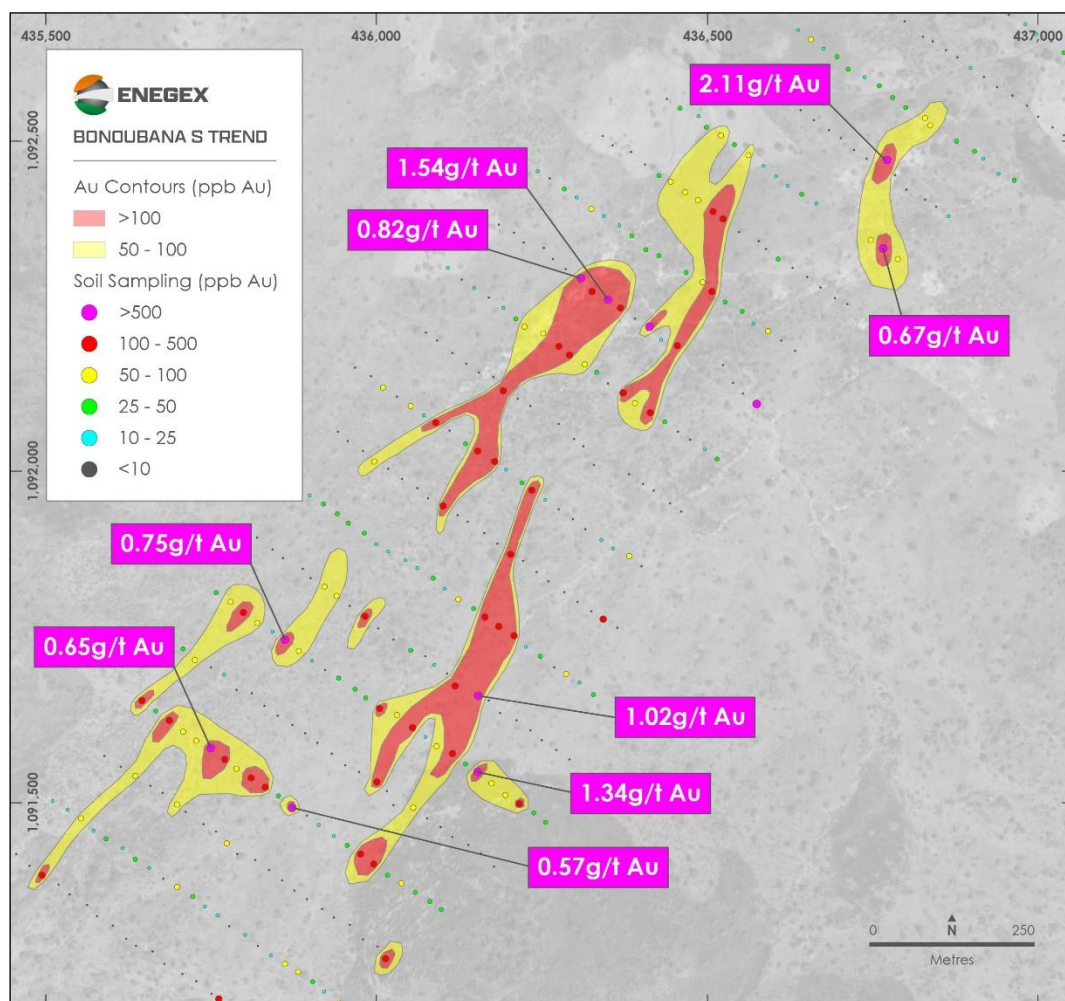 435,500
436,000
436,500
437,000
ENEGEX
BONOUBANA S TREND
Au Contours (ppb Au)
>100
50 - 100
Soil Sampling (ppb Au)
>500
100 - 500
50 - 100
25 - 50
10 - 25
<10
1,092,500
2.11g/t Au
1.54g/t Au
0.82g/t Au
0.67g/t Au
1,092,000
0.75g/t Au
0.65g/t Au
1.02g/t Au
1.34g/t Au
1,091,500
0.57g/t Au
0
N
250
Metres